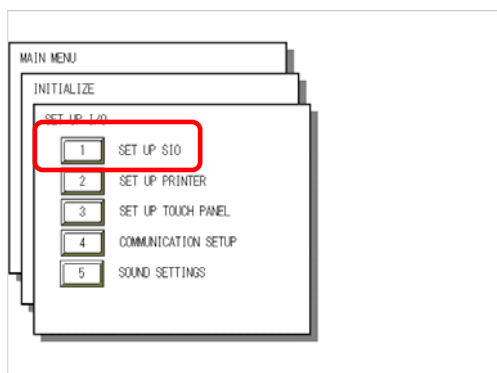 MAIN MENU
INITIALIZE
SET UP I/O
1 SET UP SIO
2 SET UP PRINTER
3 SET UP TOUCH PANEL
4 COMMUNICATION SETUP
5 SOUND SETTINGS